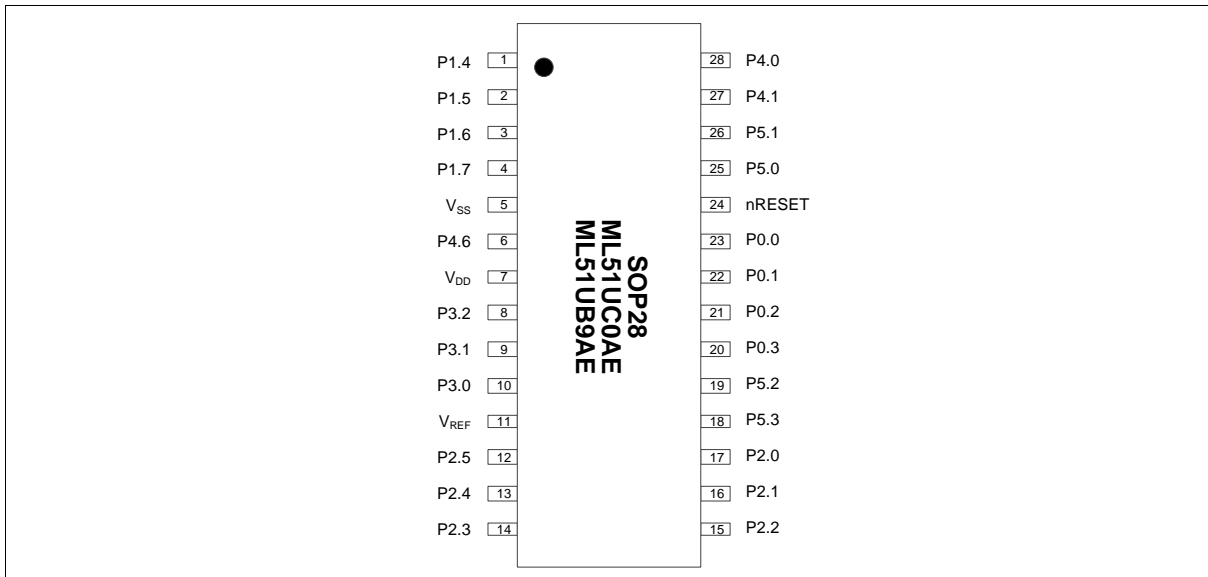 P1.4 1 28 P4.0
P1.5 2 27 P4.1
P1.6 3 26 P5.1
P1.7 4 25 P5.0
VSS 5 24 nRESET
P4.6 6 23 P0.0
VDD 7 22 P0.1
P3.2 8 21 P0.2
P3.1 9 20 P0.3
P3.0 10 19 P5.2
VREF 11 18 P5.3
P2.5 12 17 P2.0
P2.4 13 16 P2.1
P2.3 14 15 P2.2
SOP28
ML51UC0AE
ML51UB9AE